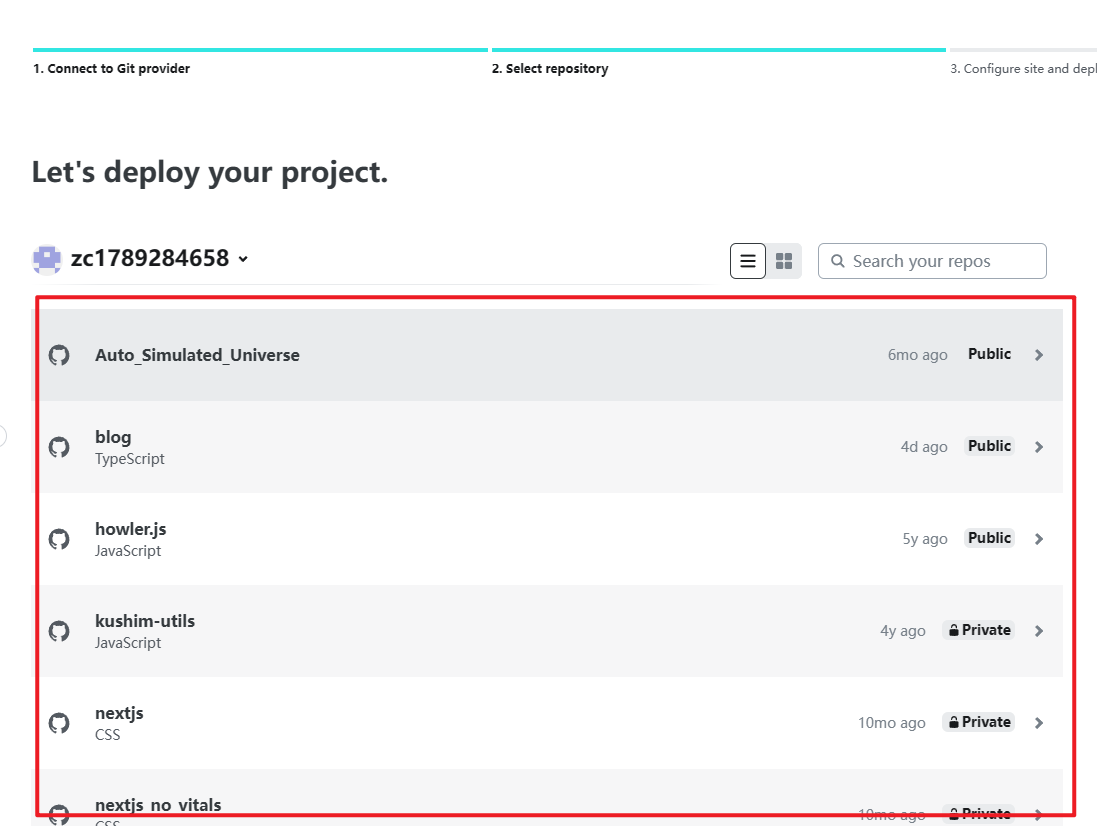 1. Connect to Git provider
2. Select repository
3. Configure site and depl
Let's deploy your project.
zc1789284658
Search your repos
Auto_Simulated_Universe
6mo ago Public
blog
TypeScript
4d ago Public
howler.js
JavaScript
5y ago Public
kushim-utils
JavaScript
4y ago Private
nextjs
CSS
10mo ago Private
nextjs_no_vitals
CSS
10mo ago Private